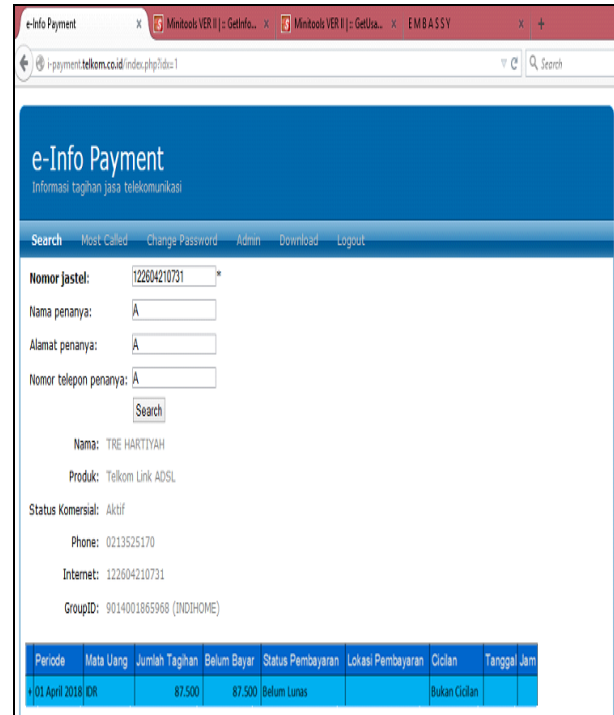 e-Info Payment × Minitools VER II | :: GetInfo... × Minitools VER II | :: GetUsa... × EMBASSY × +
i-payment.telkom.co.id/index.php?idx=1 Search
e-Info Payment
Informasi tagihan jasa telekomunikasi
Search Most Called Change Password Admin Download Logout
Nomor jastel: 122604210731 *
Nama penanya: A
Alamat penanya: A
Nomor telepon penanya: A
Search
Nama: TRE HARTIYAH
Produk: Telkom Link ADSL
Status Komersial: Aktif
Phone: 0213525170
Internet: 122604210731
GroupID: 9014001865968 (INDIHOME)
Periode Mata Uang Jumlah Tagihan Belum Bayar Status Pembayaran Lokasi Pembayaran Cicilan Tanggal Jam
+ 01 April 2018 IDR 87.500 87.500 Belum Lunas Bukan Cicilan